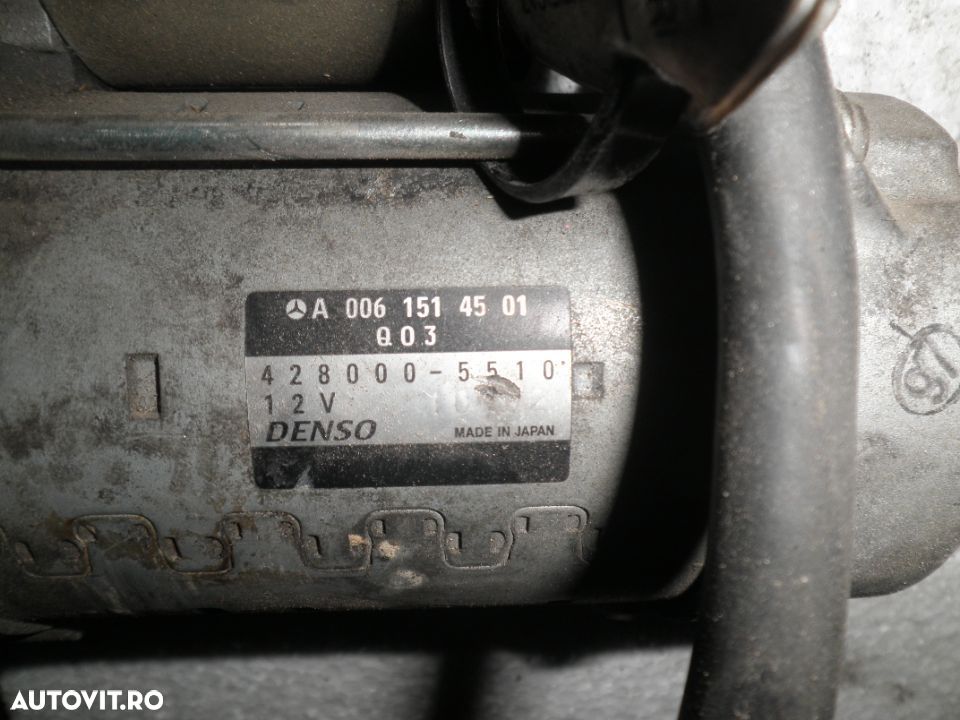 A 006 151 45 01
Q03
428000-5510
12V
DENSO MADE IN JAPAN
AUTOVIT.RO